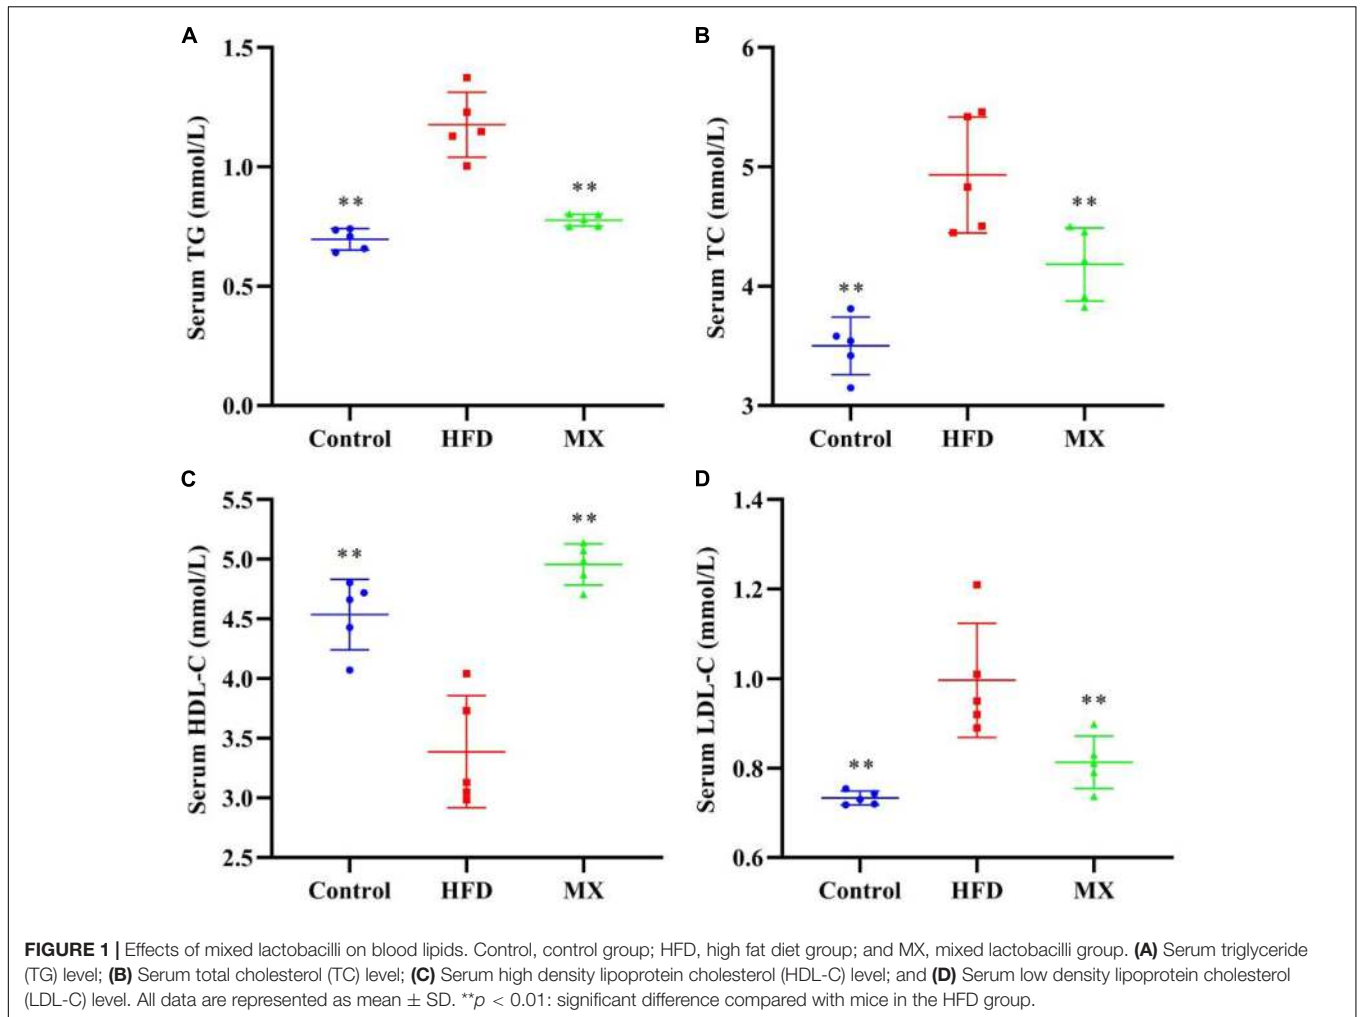 A
1.5
1.0
0.5
0.0
Serum TG (mmol/L)
**
**
Control HFD MX
B
6
5
4
3
Serum TC (mmol/L)
**
**
Control HFD MX
C
5.5
5.0
4.5
4.0
3.5
3.0
2.5
Serum HDL-C (mmol/L)
**
**
Control HFD MX
D
1.4
1.2
1.0
0.8
0.6
Serum LDL-C (mmol/L)
**
**
Control HFD MX
FIGURE 1 | Effects of mixed lactobacilli on blood lipids. Control, control group; HFD, high fat diet group; and MX, mixed lactobacilli group. (A) Serum triglyceride
(TG) level; (B) Serum total cholesterol (TC) level; (C) Serum high density lipoprotein cholesterol (HDL-C) level; and (D) Serum low density lipoprotein cholesterol
(LDL-C) level. All data are represented as mean ± SD. **p < 0.01: significant difference compared with mice in the HFD group.